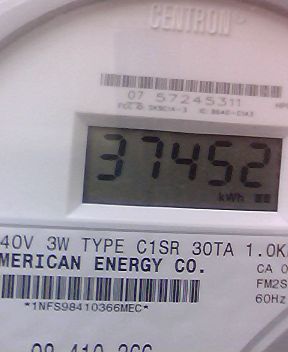 CENTRON®
07 57245311
37452
kWh
40V 3W TYPE C1SR 30TA 1.0K
MERICAN ENERGY CO.
CA 0
FM2S
60Hz
*1NFS98410366MEC*